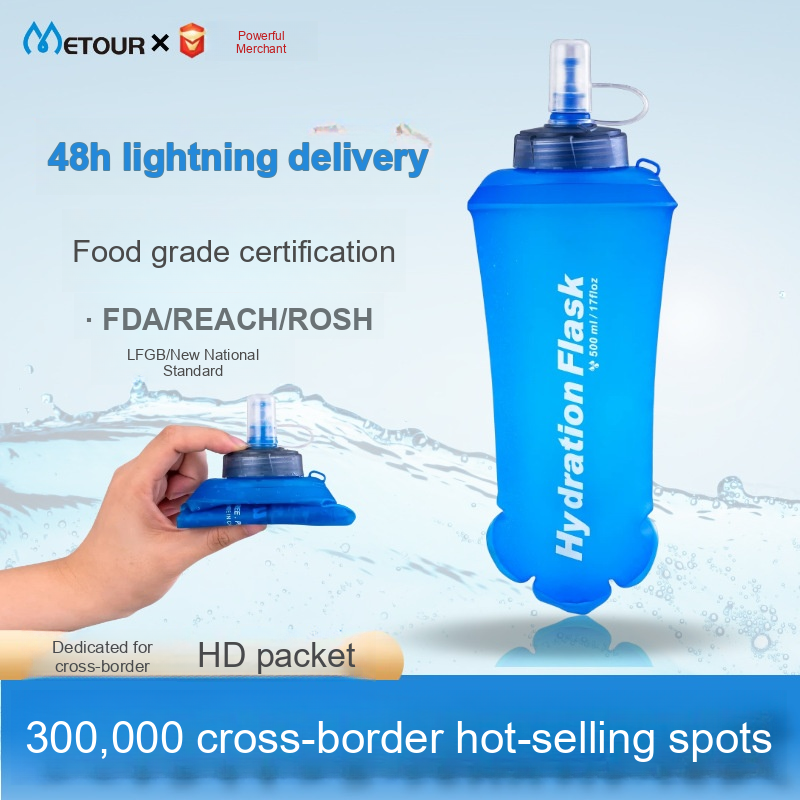 METOUR ×
Powerful
Merchant
48h lightning delivery
Food grade certification
· FDA/REACH/ROSH
LFGB/New National
Standard
Hydration Flask
500 ml / 17floz
Dedicated for
cross-border
HD packet
300,000 cross-border hot-selling spots